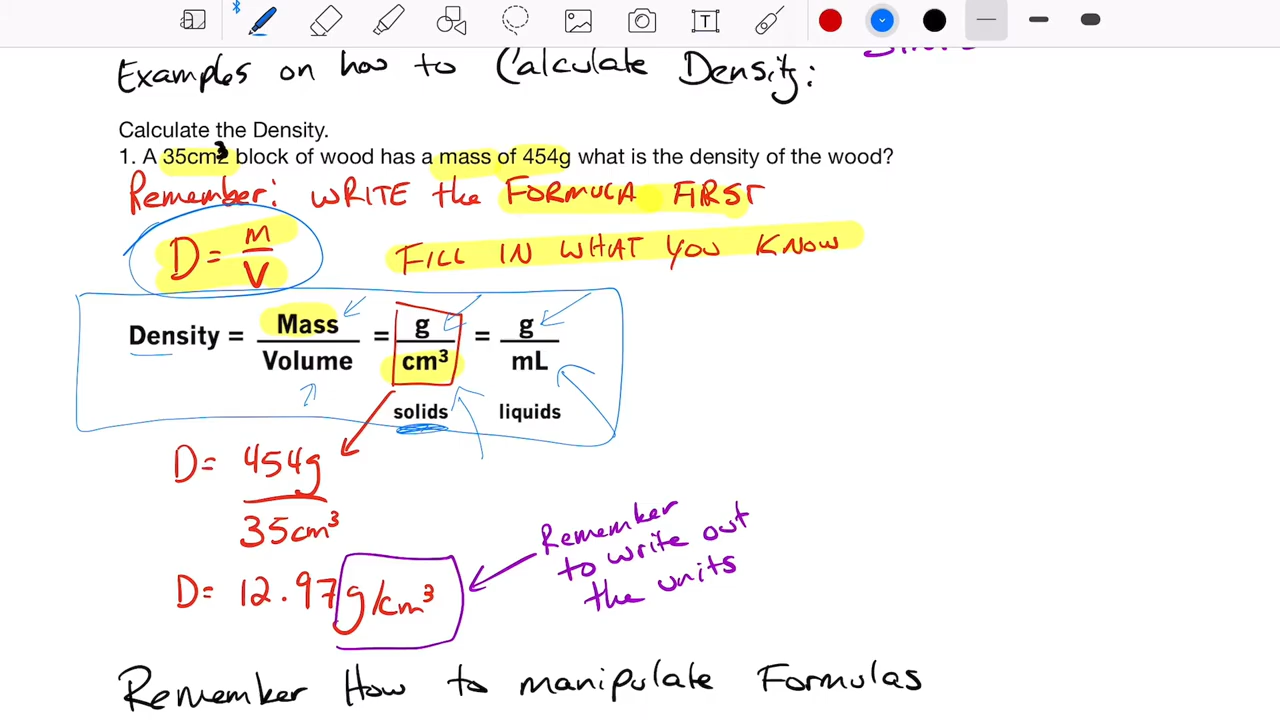 Examples on how to Calculate Density:
Calculate the Density.
1. A 35cm3 block of wood has a mass of 454g what is the density of the wood?
Remember: WRITE the FORMULA FIRST
D = m/V
FILL IN WHAT YOU KNOW
Density = Mass/Volume = g/cm³ = g/mL
solids liquids
D= 454g
35cm³
Remember
to write out
the units
D= 12.97 g/cm³
Remember How to manipulate Formulas